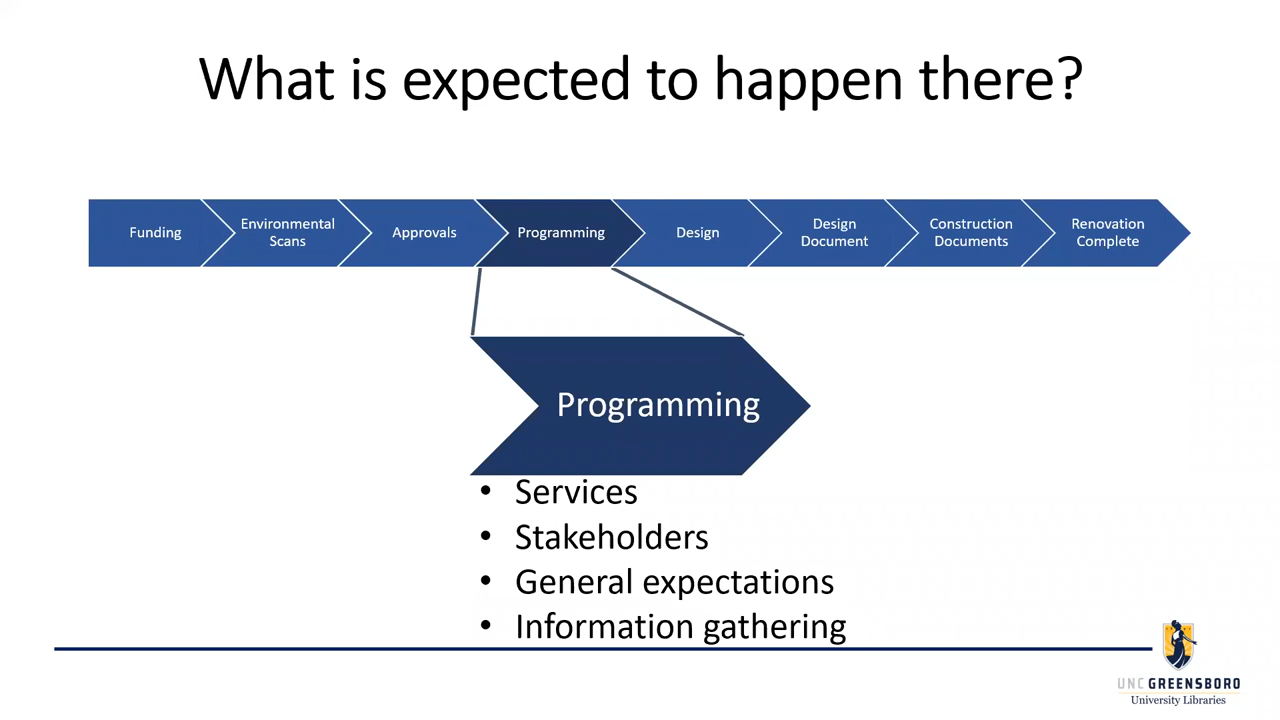 What is expected to happen there?
Funding
Environmental
Scans
Approvals
Programming
Design
Design
Document
Construction
Documents
Renovation
Complete
Programming
• Services
• Stakeholders
• General expectations
• Information gathering
UNC GREENSBORO
University Libraries